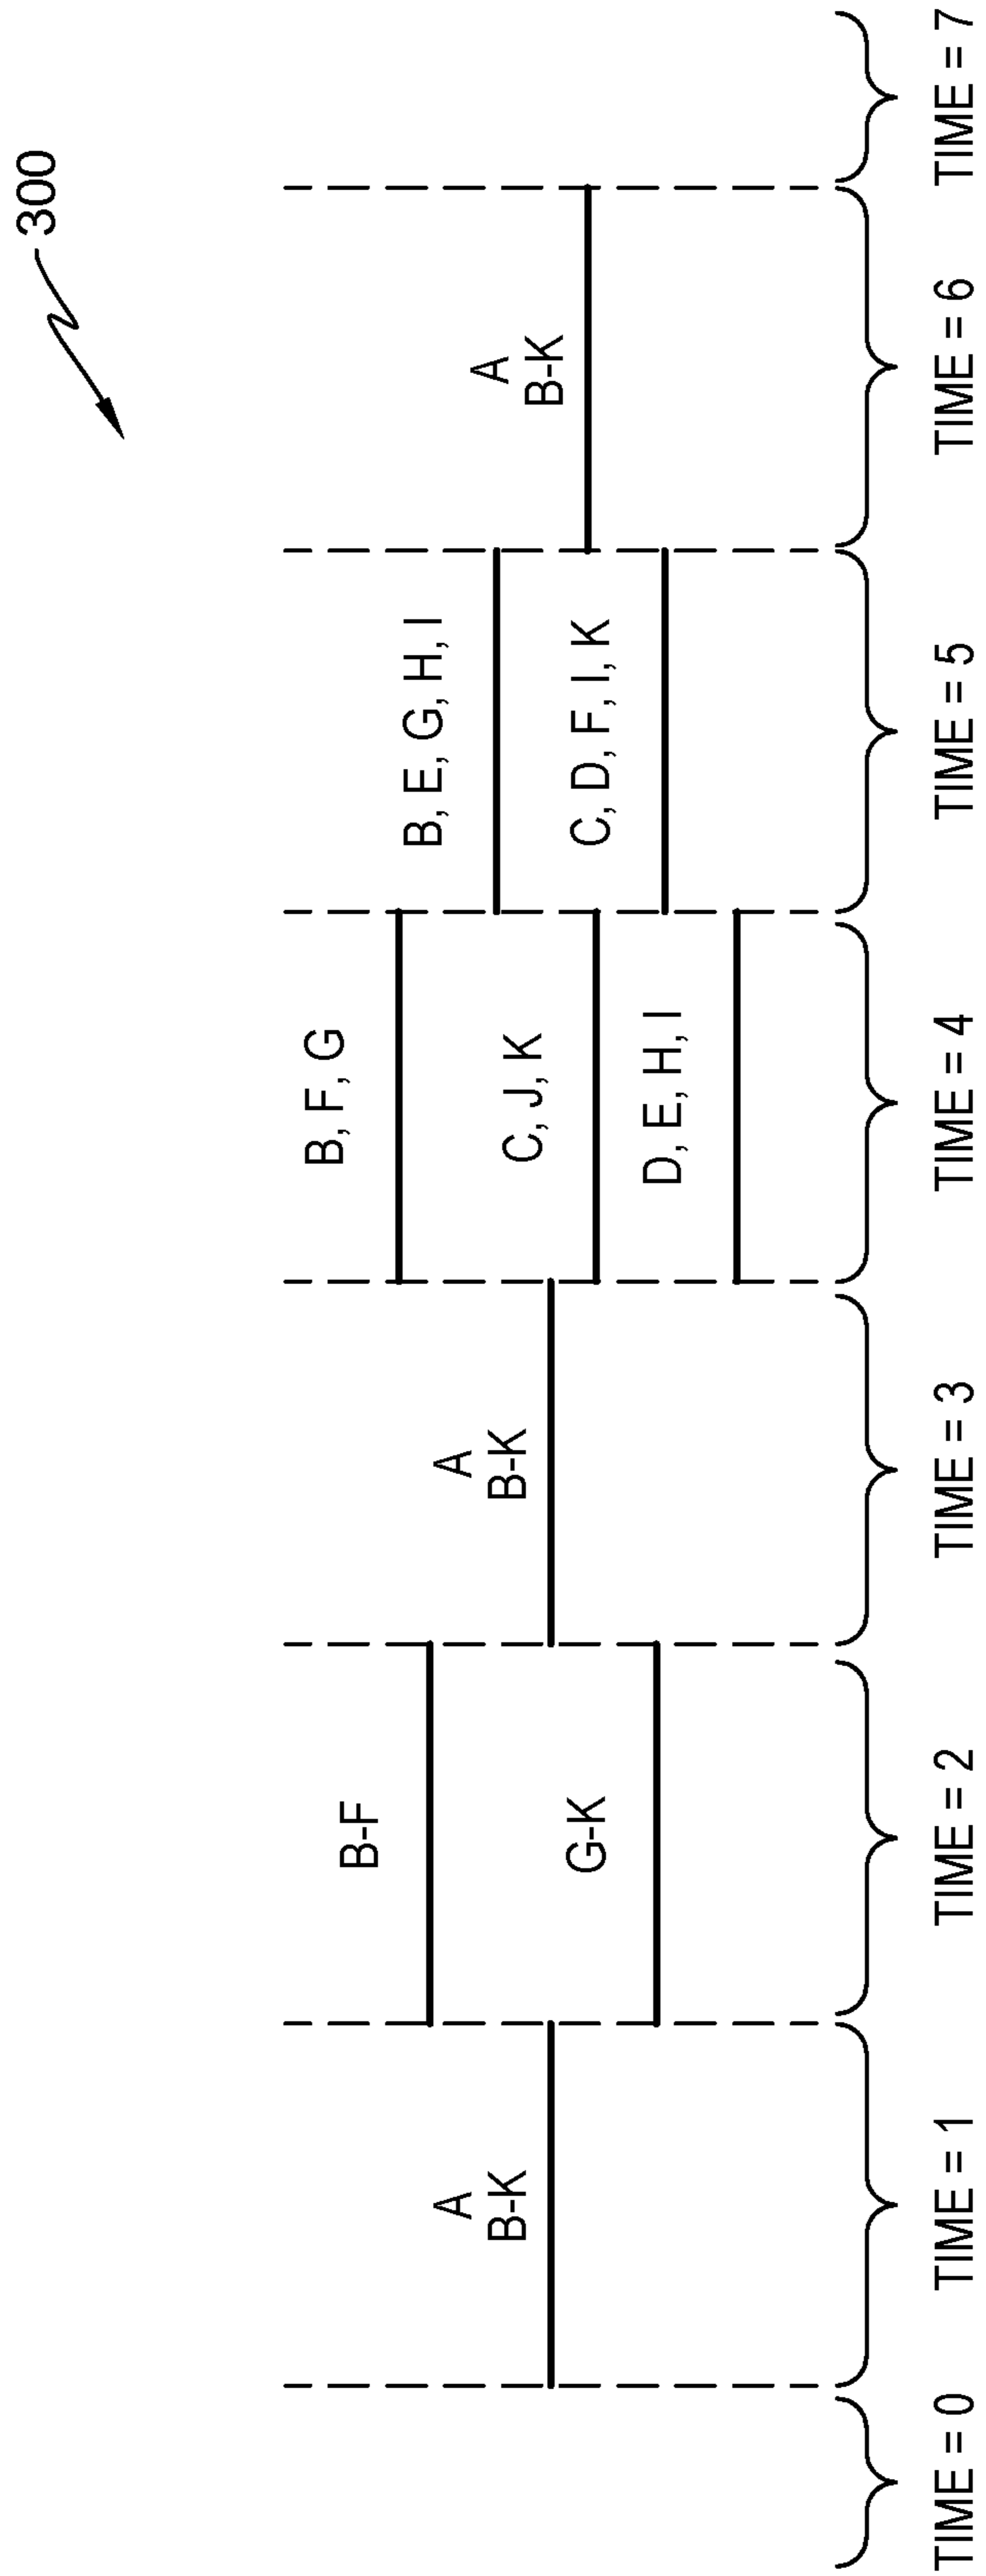 300
A
B-K
B-F
G-K
A
B-K
B, F, G
C, J, K
D, E, H, I
B, E, G, H, I
C, D, F, I, K
A
B-K
TIME = 0
TIME = 1
TIME = 2
TIME = 3
TIME = 4
TIME = 5
TIME = 6
TIME = 7